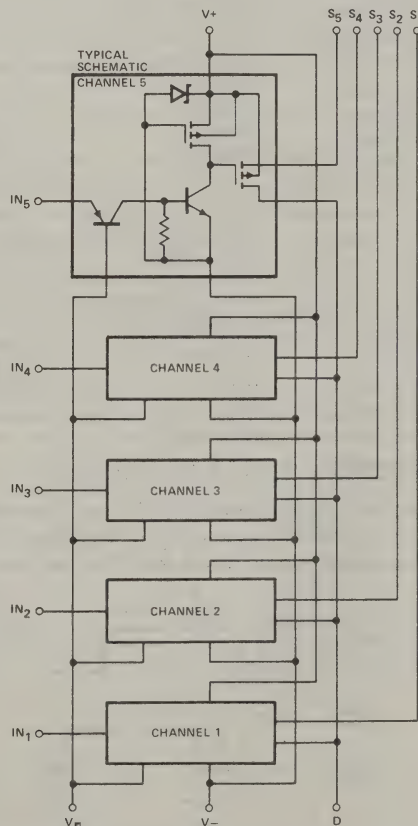 V+ S₅ S₄ S₃ S₂ S
TYPICAL
SCHEMATIC
CHANNEL 5
IN₅
IN₄ CHANNEL 4
IN₃ CHANNEL 3
IN₂ CHANNEL 2
IN₁ CHANNEL 1
V− D